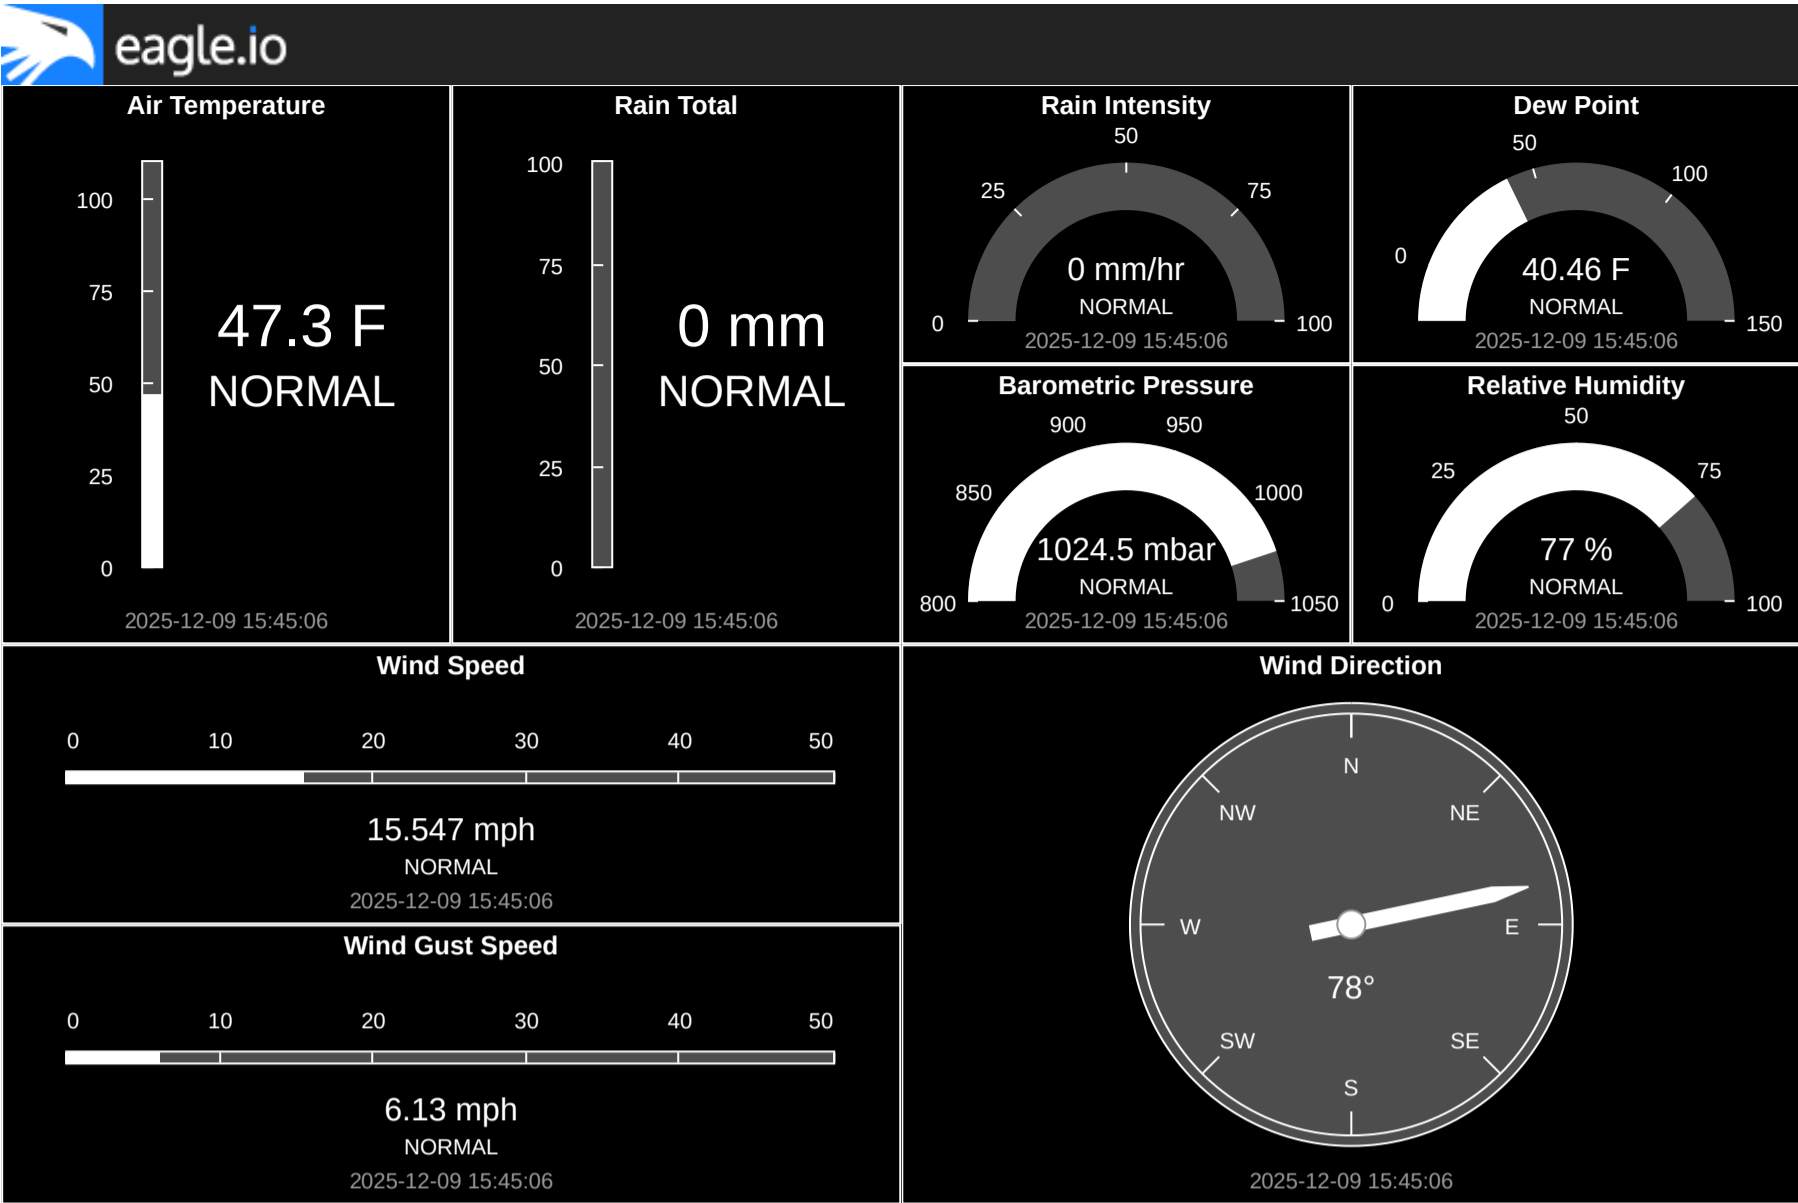 eagle.io
Air Temperature
100
75
50
25
0
47.3 F
NORMAL
2025-12-09 15:45:06
Rain Total
100
75
50
25
0
0 mm
NORMAL
2025-12-09 15:45:06
Rain Intensity
50
25
75
0
100
0 mm/hr
NORMAL
2025-12-09 15:45:06
Dew Point
50
100
0
150
40.46 F
NORMAL
2025-12-09 15:45:06
Barometric Pressure
900
950
850
1000
800
1050
1024.5 mbar
NORMAL
2025-12-09 15:45:06
Relative Humidity
50
25
75
0
100
77 %
NORMAL
2025-12-09 15:45:06
Wind Speed
0 10 20 30 40 50
15.547 mph
NORMAL
2025-12-09 15:45:06
Wind Gust Speed
0 10 20 30 40 50
6.13 mph
NORMAL
2025-12-09 15:45:06
Wind Direction
N
NW NE
W E
78°
SW SE
S
2025-12-09 15:45:06